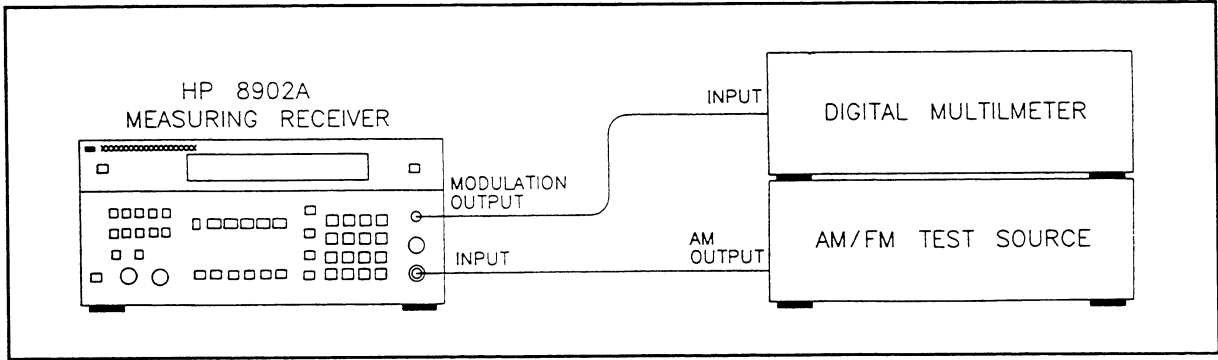 HP 8902A
MEASURING RECEIVER
MODULATION
OUTPUT
INPUT
INPUT
DIGITAL MULTILMETER
AM
OUTPUT
AM/FM TEST SOURCE